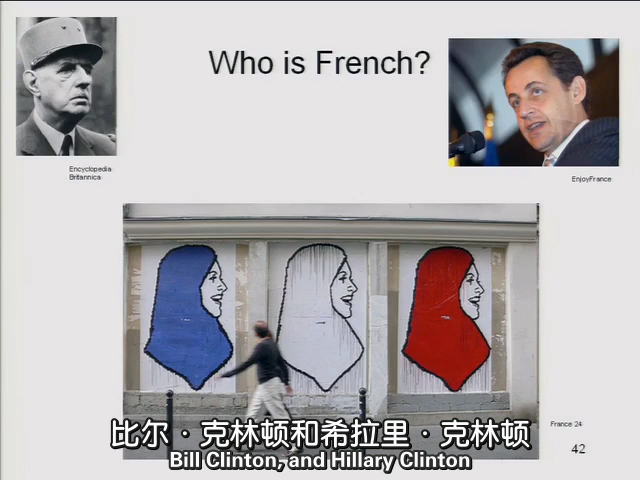 Who is French?
Encyclopedia
Britannica
EnjoyFrance
France 24
42
比尔·克林顿和希拉里·克林顿
Bill Clinton, and Hillary Clinton